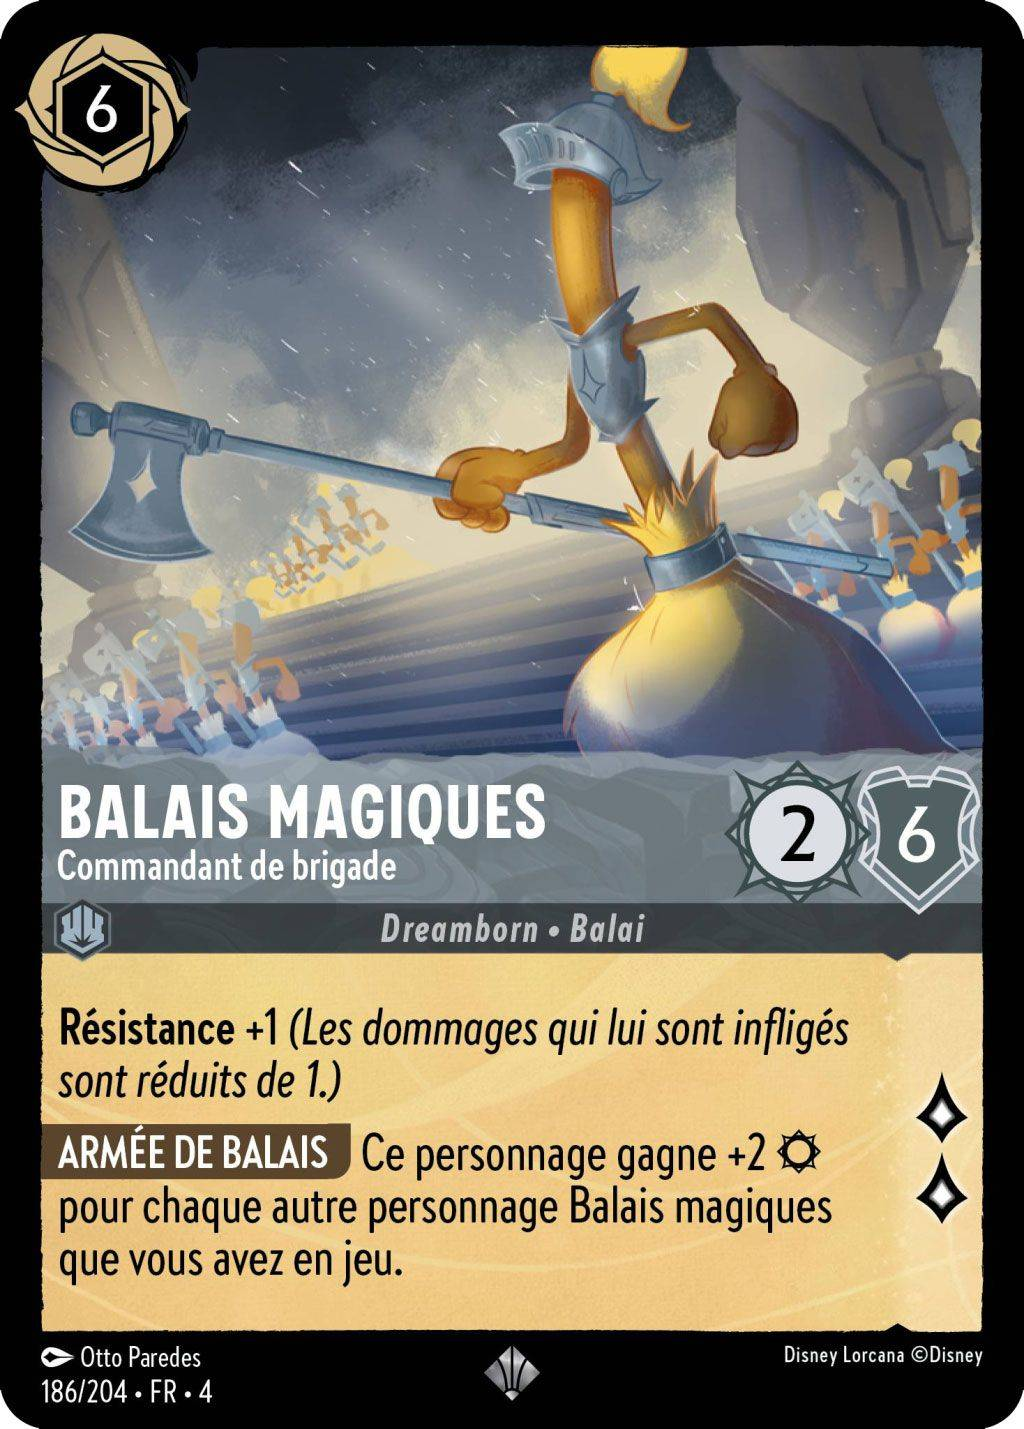 6
BALAIS MAGIQUES
Commandant de brigade
2
6
Dreamborn • Balai
Résistance +1 (Les dommages qui lui sont infligés
sont réduits de 1.)
ARMÉE DE BALAIS Ce personnage gagne +2
pour chaque autre personnage Balais magiques
que vous avez en jeu.
Otto Paredes
Disney Lorcana ©Disney
186/204 • FR • 4